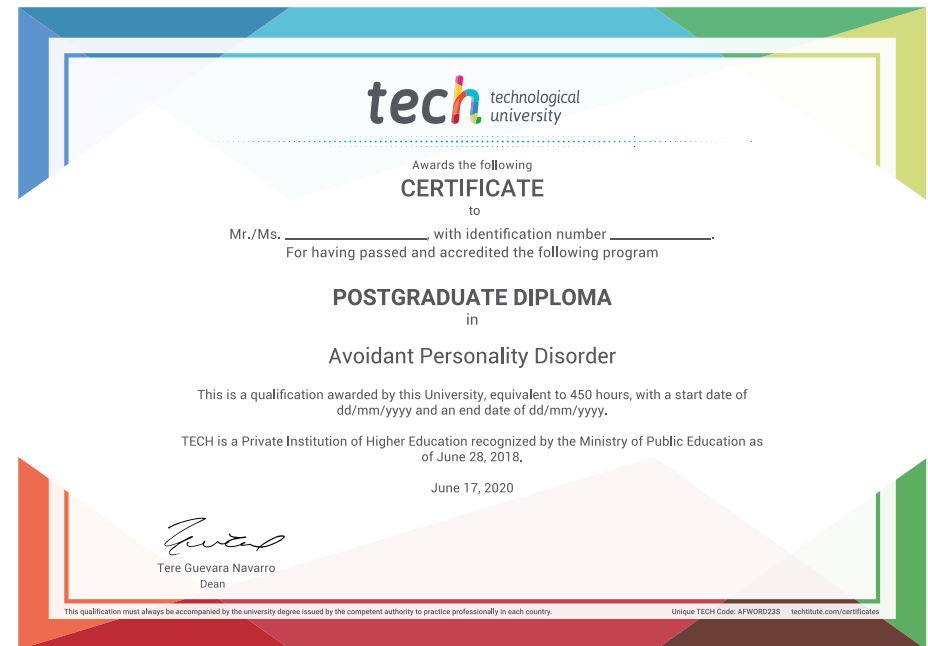 tech technological
university
Awards the following
CERTIFICATE
to
Mr./Ms. ____________________, with identification number ______________.
For having passed and accredited the following program
POSTGRADUATE DIPLOMA
in
Avoidant Personality Disorder
This is a qualification awarded by this University, equivalent to 450 hours, with a start date of
dd/mm/yyyy and an end date of dd/mm/yyyy.
TECH is a Private Institution of Higher Education recognized by the Ministry of Public Education as
of June 28, 2018.
June 17, 2020
Tere Guevara Navarro
Dean
This qualification must always be accompanied by the university degree issued by the competent authority to practice professionally in each country.
Unique TECH Code: AFWORD23S techtitute.com/certificates